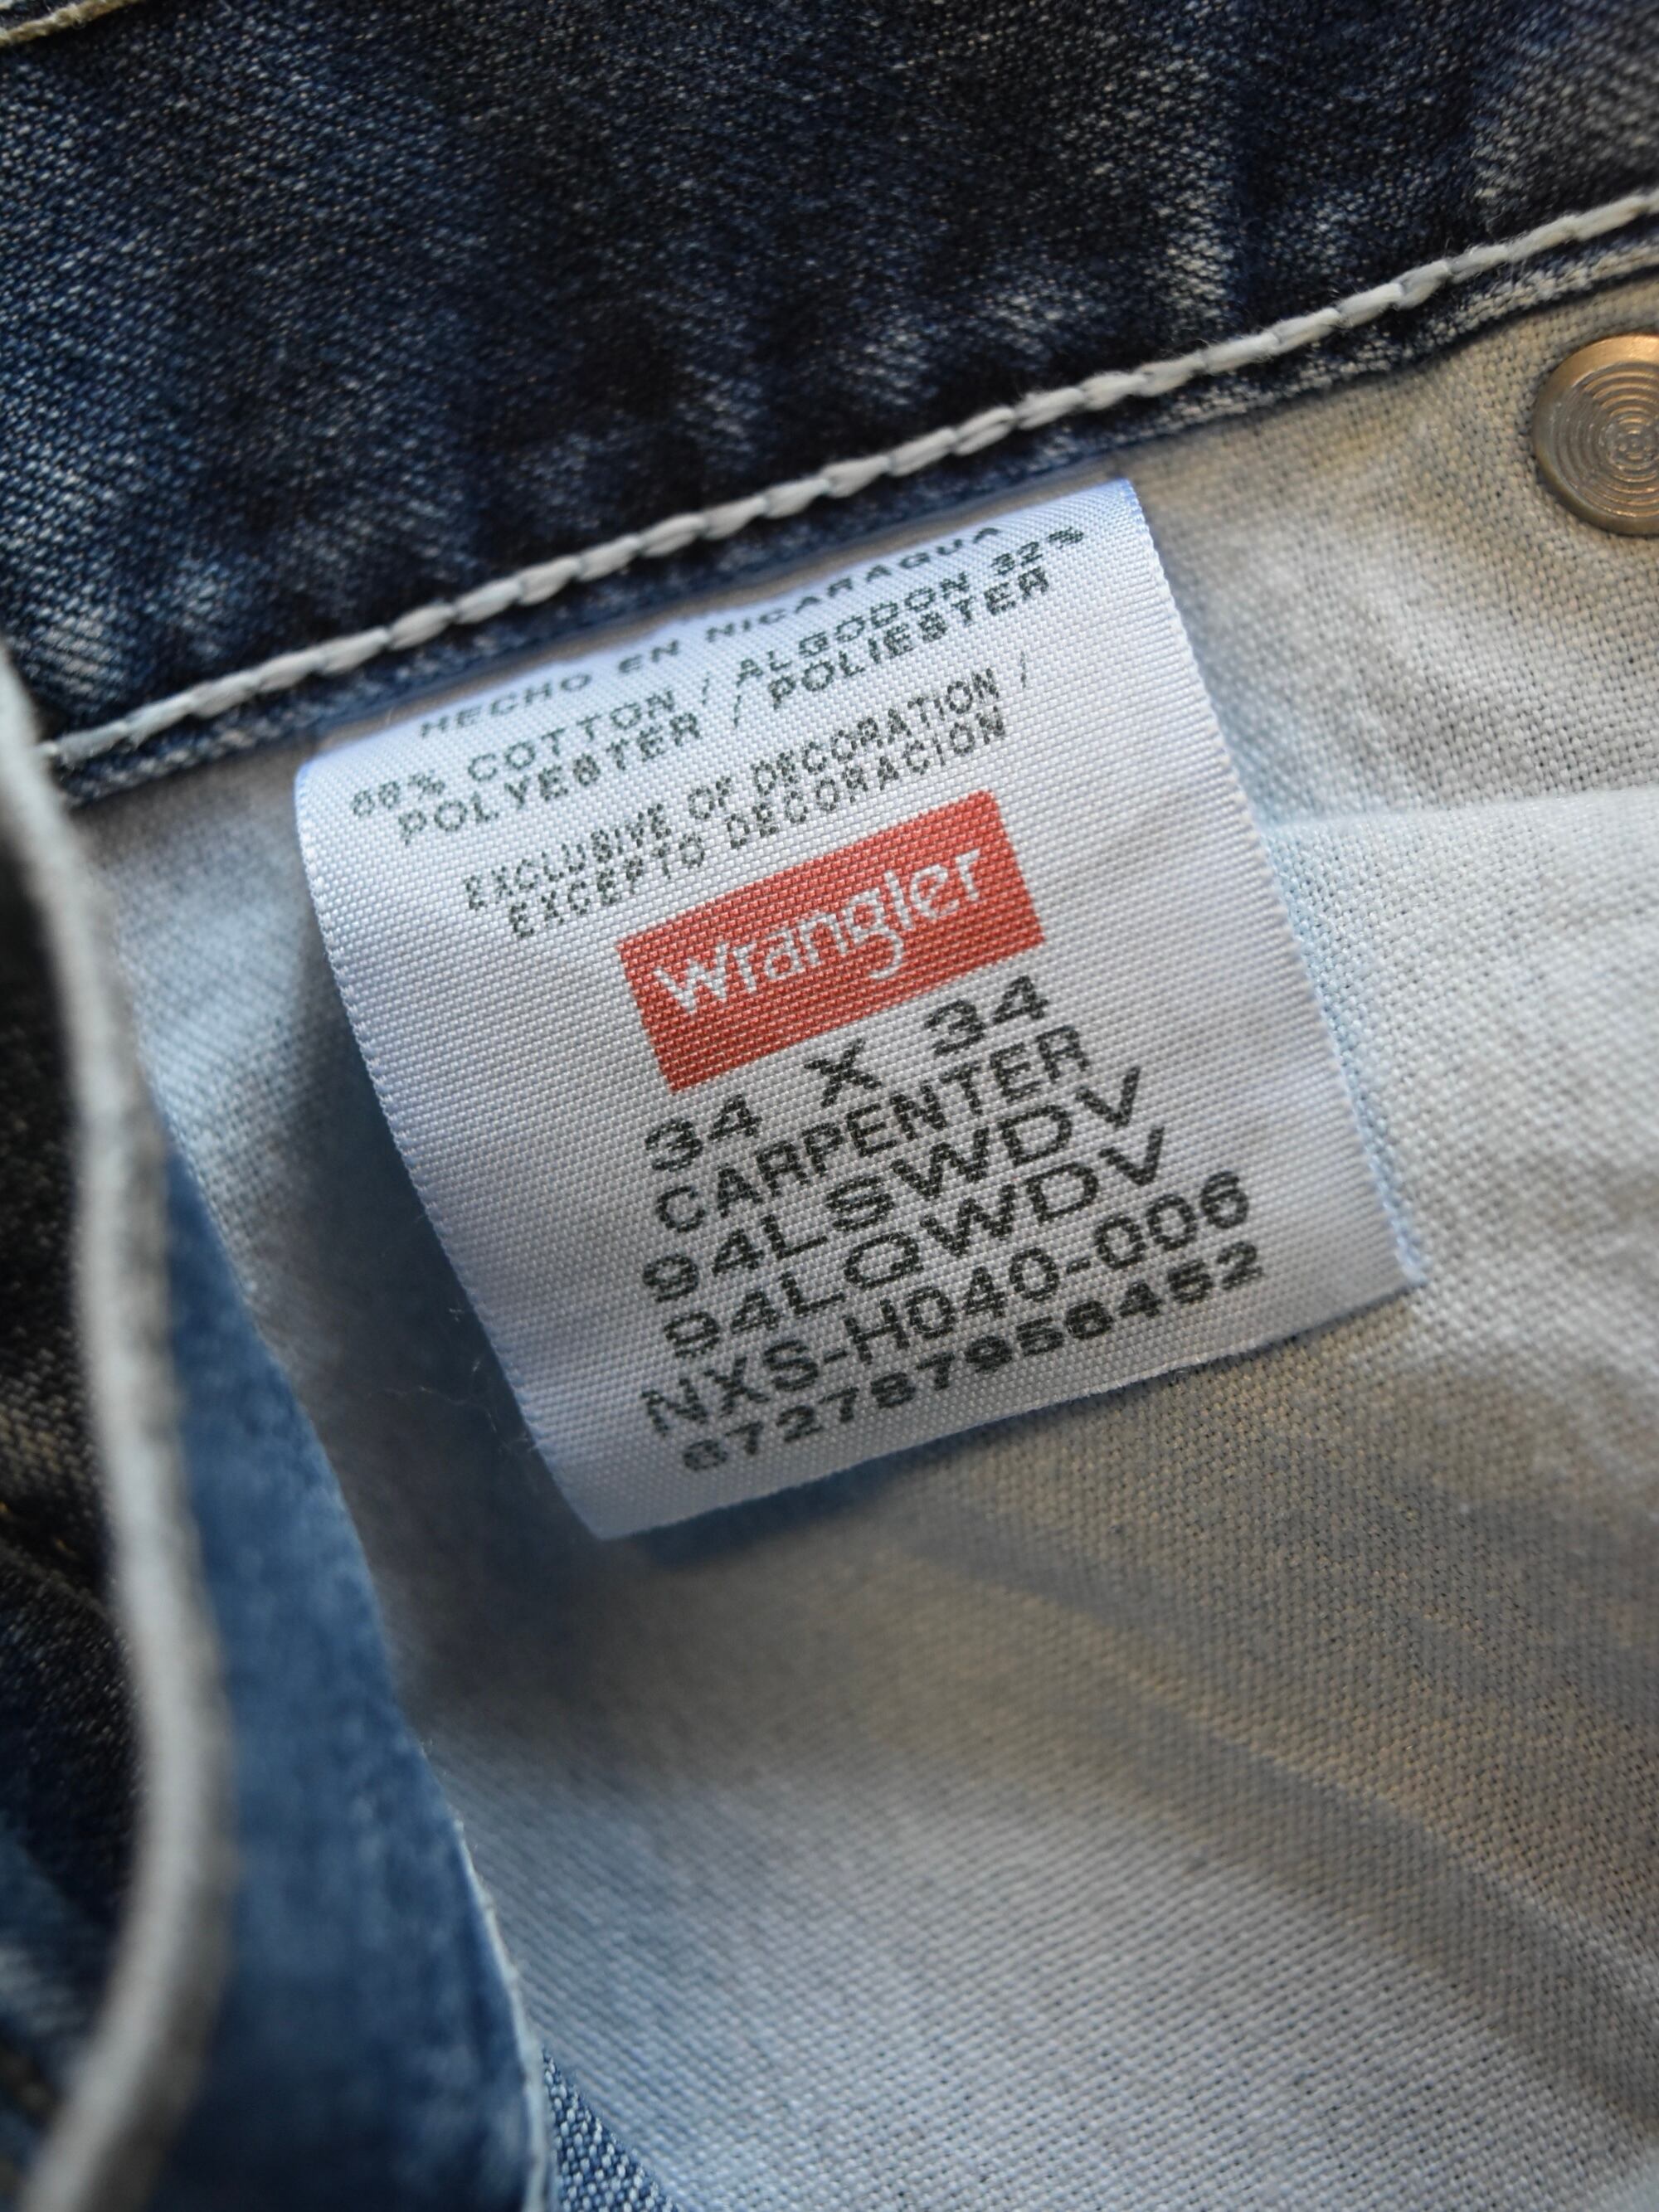 HECHO EN NICARAGUA
68% COTTON / ALGODON 32%
POLYESTER / POLIESTER
EXCLUSIVE OF DECORATION /
EXCEPTO DECORACION
Wrangler
34 X 34
CARPENTER
94LSWDV
94LQWDV
NXS-H040-006